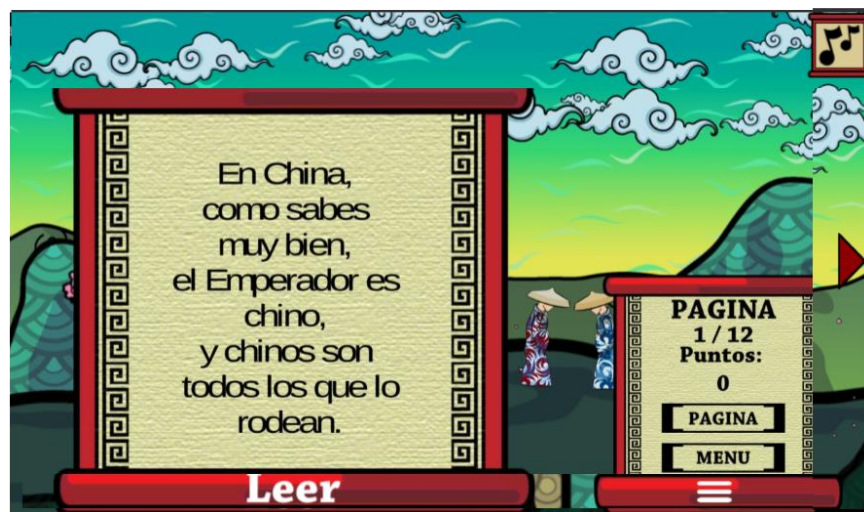 En China,
como sabes
muy bien,
el Emperador es
chino,
y chinos son
todos los que lo
rodean.
Leer
PAGINA
1 / 12
Puntos:
0
PAGINA
MENU